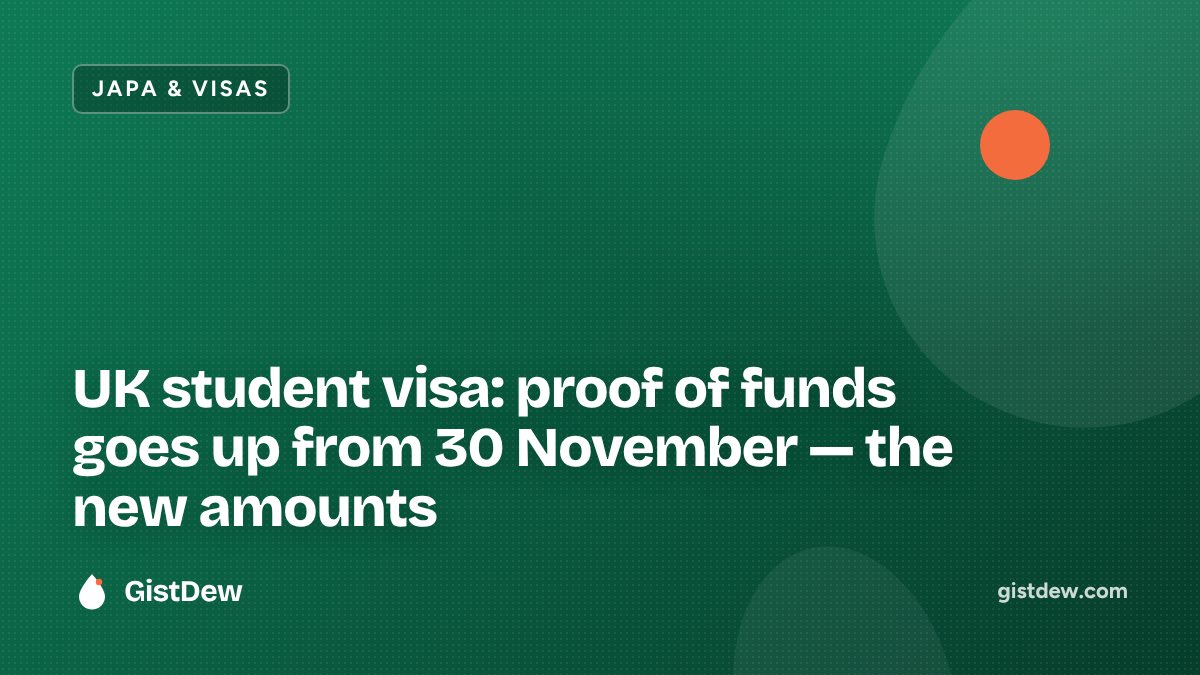 JAPA & VISAS
UK student visa: proof of funds
goes up from 30 November — the
new amounts
GistDew
gistdew.com